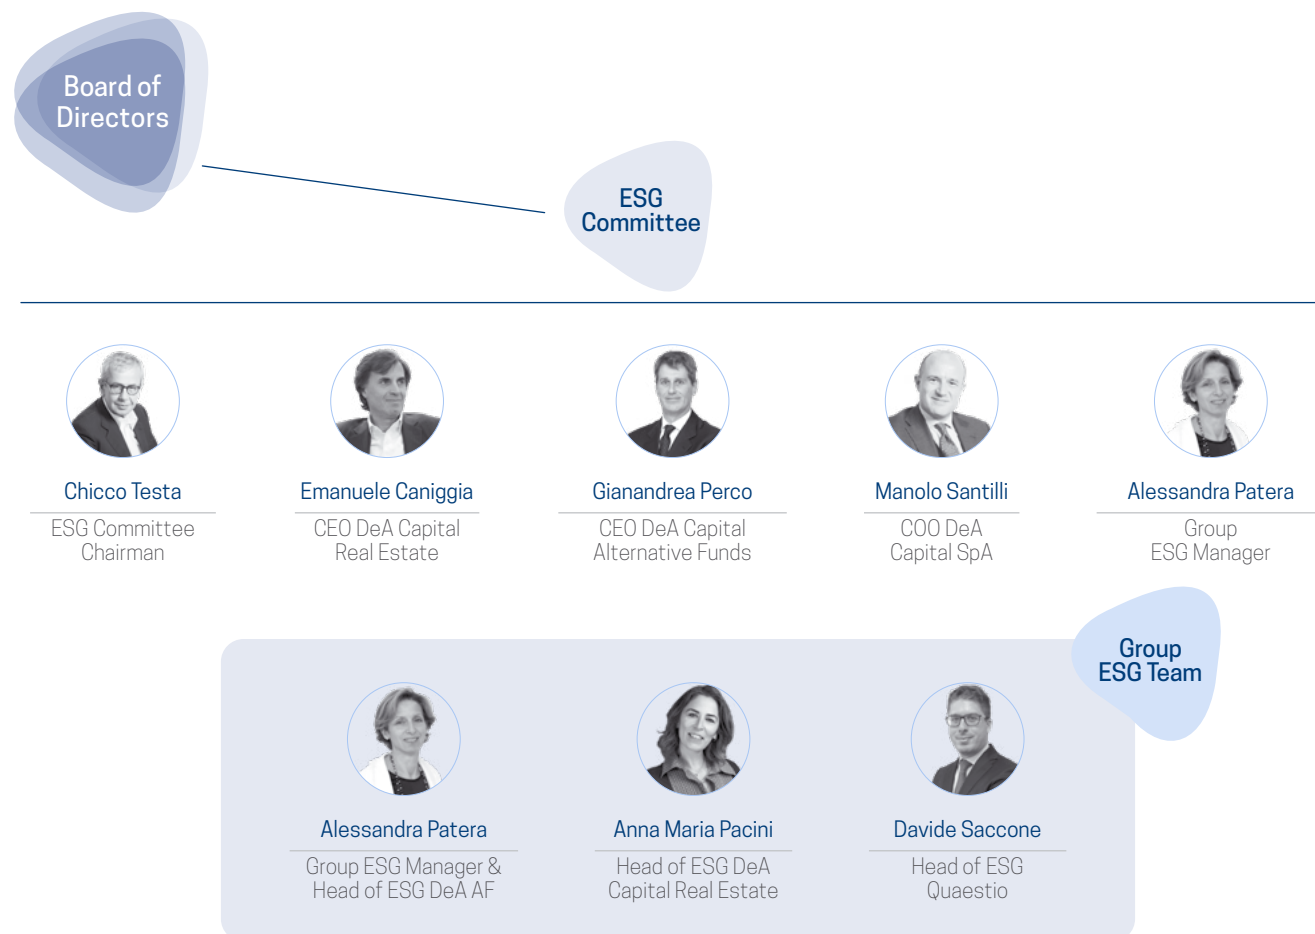 Board of
Directors
ESG
Committee
Chicco Testa
ESG Committee
Chairman
Emanuele Caniggia
CEO DeA Capital
Real Estate
Gianandrea Perco
CEO DeA Capital
Alternative Funds
Manolo Santilli
COO DeA
Capital SpA
Alessandra Patera
Group
ESG Manager
Group
ESG Team
Alessandra Patera
Group ESG Manager &
Head of ESG DeA AF
Anna Maria Pacini
Head of ESG DeA
Capital Real Estate
Davide Saccone
Head of ESG
Quaestio